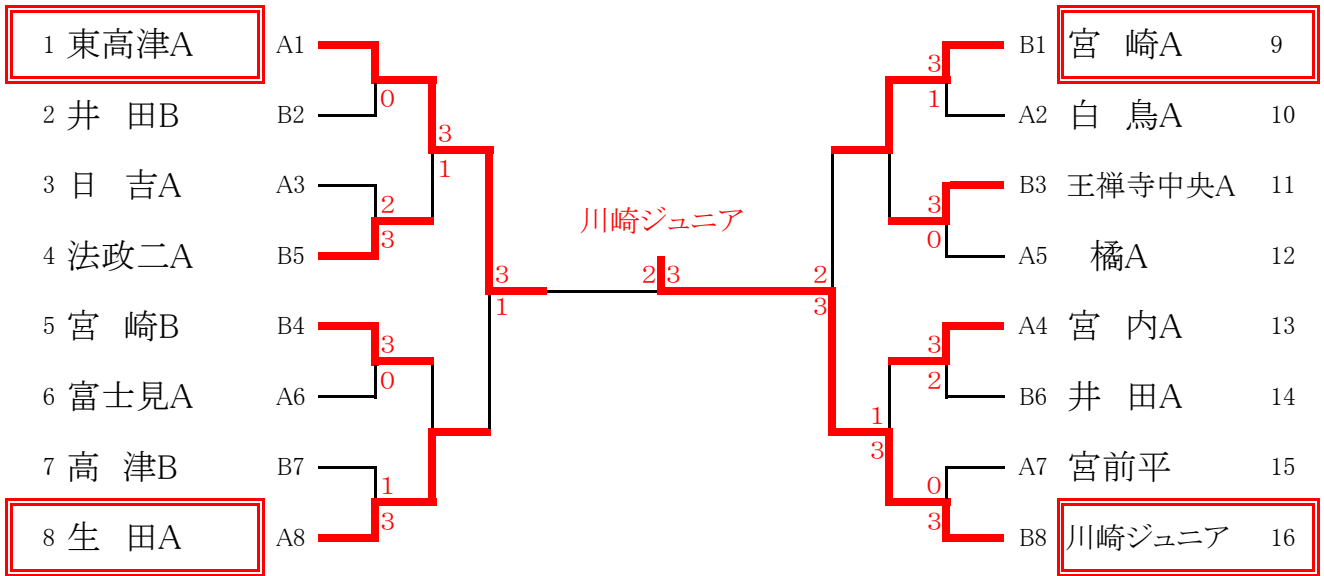 1 東高津A A1 B1 宮 崎A 9
3
0 1
2 井 田B B2 A2 白 鳥A 10
3
1
3 日 吉A A3 B3 王禅寺中央A 11
2 3
川崎ジュニア
3 0
4 法政二A B5 A5 橘A 12
3 2 3 2
1 3
5 宮 崎B B4 A4 宮 内A 13
3 3
0 2
6 富士見A A6 B6 井 田A 14
1
3
7 高 津B B7 A7 宮前平 15
1 0
3 3
8 生 田A A8 B8 川崎ジュニア 16